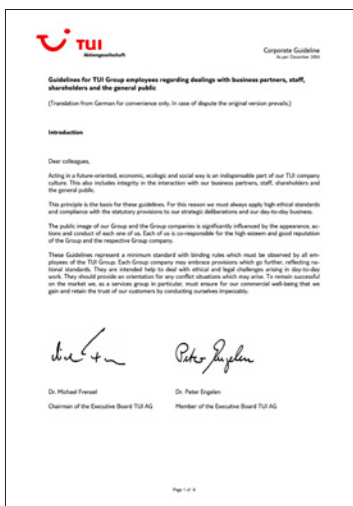 TUI
Aktiengesellschaft
Corporate Guideline
As per: December 2004
Guidelines for TUI Group employees regarding dealings with business partners, staff,
shareholders and the general public
(Translation from German for convenience only. In case of dispute the original version prevails.)
Introduction
Dear colleagues,
Acting in a future-oriented, economic, ecologic and social way is an indispensable part of our TUI company
culture. This also includes integrity in the interaction with our business partners, staff, shareholders and
the general public.
This principle is the basis for these guidelines. For this reason we must always apply high ethical standards
and compliance with the statutory provisions to our strategic deliberations and our day-to-day business.
The public image of our Group and the Group companies is significantly influenced by the appearance, ac-
tions and conduct of each one of us. Each of us is co-responsible for the high esteem and good reputation
of the Group and the respective Group company.
These Guidelines represent a minimum standard with binding rules which must be observed by all em-
ployees of the TUI Group. Each Group company may embrace provisions which go further, reflecting na-
tional standards. They are intended help to deal with ethical and legal challenges arising in day-to-day
work. They should provide an orientation for any conflict situations which may arise. To remain successful
on the market we, as a services group in particular, must ensure for our commercial well-being that we
gain and retain the trust of our customers by conducting ourselves impeccably.
Peter Engelen
Dr. Michael Frenzel Dr. Peter Engelen
Chairman of the Executive Board TUI AG Member of the Executive Board TUI AG
Page 1 of 4